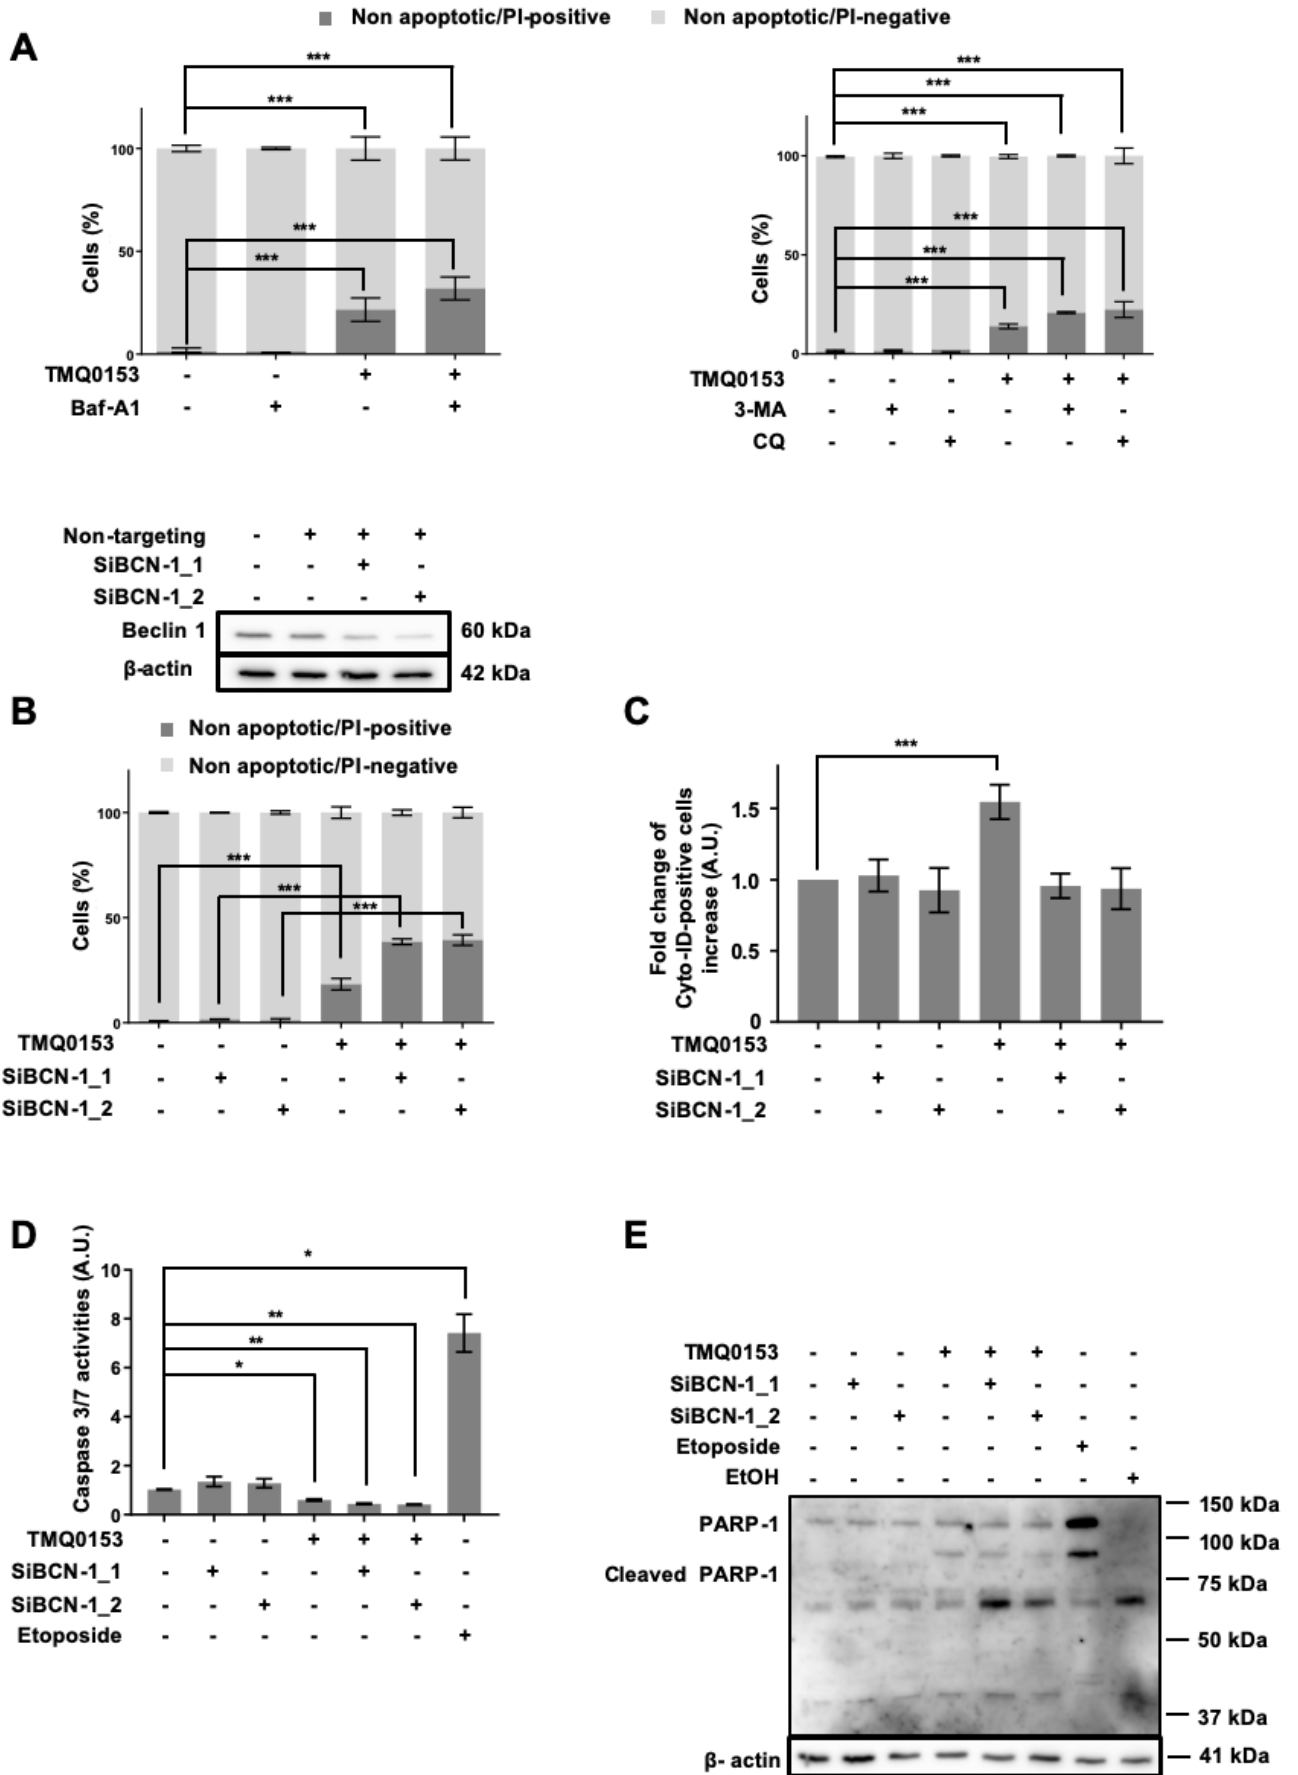 Non apoptotic/PI-positive Non apoptotic/PI-negative
A
***
***
100
50
0
Cells (%)
***
***
TMQ0153 - - + +
Baf-A1 - + - +
***
***
***
100
50
0
Cells (%)
***
***
***
TMQ0153 - - - + + +
3-MA - + - - + -
CQ - - + - - +
Non-targeting - + + +
SiBCN-1_1 - - + -
SiBCN-1_2 - - - +
Beclin 1 60 kDa
β-actin 42 kDa
B
Non apoptotic/PI-positive
Non apoptotic/PI-negative
100
50
0
Cells (%)
***
***
***
TMQ0153 - - - + + +
SiBCN-1_1 - + - - + -
SiBCN-1_2 - - + - - +
C
***
Fold change of
Cyto-ID-positive cells
increase (A.U.)
1.5
1.0
0.5
0
TMQ0153 - - - + + +
SiBCN-1_1 - + - - + -
SiBCN-1_2 - - + - - +
D
Caspase 3/7 activities (A.U.)
10
8
6
4
2
0
*
**
**
*
TMQ0153 - - - + + + -
SiBCN-1_1 - + - - + - -
SiBCN-1_2 - - + - - + -
Etoposide - - - - - - +
E
TMQ0153 - - - + + + - -
SiBCN-1_1 - + - - + - - -
SiBCN-1_2 - - + - - + - -
Etoposide - - - - - - + -
EtOH - - - - - - - +
PARP-1
Cleaved PARP-1
150 kDa
100 kDa
75 kDa
50 kDa
37 kDa
β- actin 41 kDa